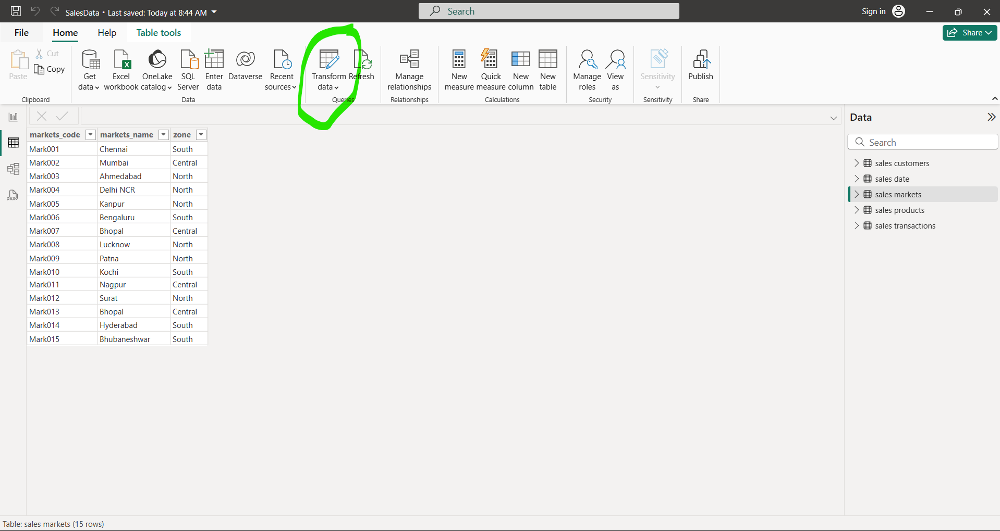 SalesData • Last saved: Today at 8:44 AM
Search
Sign in
File Home Help Table tools
Share
Paste
Cut
Copy
Clipboard
Get data
Excel workbook
OneLake catalog
SQL Server
Enter data
Dataverse
Recent sources
Data
Transform data
Refresh
Queries
Manage relationships
Relationships
New measure
Quick measure
New column
New table
Calculations
Manage roles
View as
Security
Sensitivity
Sensitivity
Publish
Share
DAX
markets_code markets_name zone
Mark001 Chennai South
Mark002 Mumbai Central
Mark003 Ahmedabad North
Mark004 Delhi NCR North
Mark005 Kanpur North
Mark006 Bengaluru South
Mark007 Bhopal Central
Mark008 Lucknow North
Mark009 Patna North
Mark010 Kochi South
Mark011 Nagpur Central
Mark012 Surat North
Mark013 Bhopal Central
Mark014 Hyderabad South
Mark015 Bhubaneshwar South
Data
Search
sales customers
sales date
sales markets
sales products
sales transactions
Table: sales markets (15 rows)